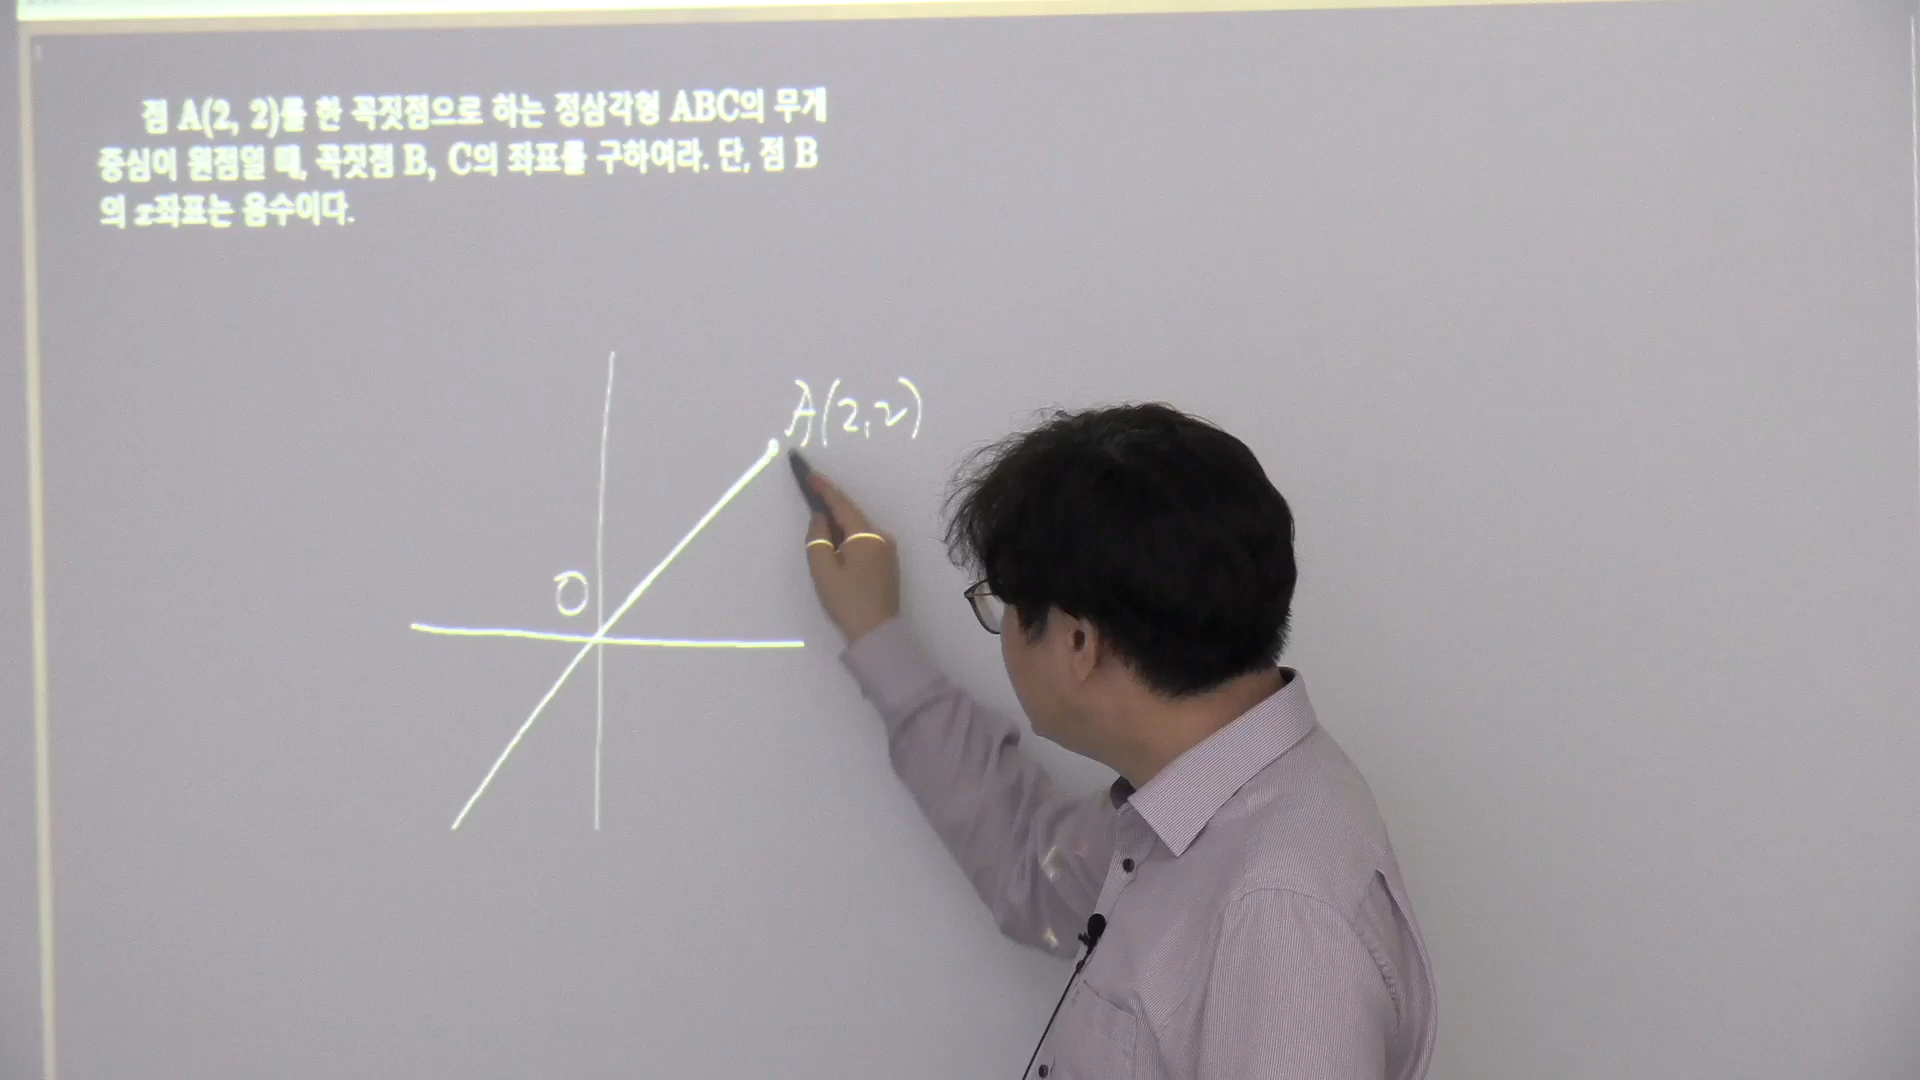 점 A(2, 2)를 한 꼭짓점으로 하는 정삼각형 ABC의 무게
중심이 원점일 때, 꼭짓점 B, C의 좌표를 구하여라. 단, 점 B
의 x좌표는 음수이다.
A(2,2)
O